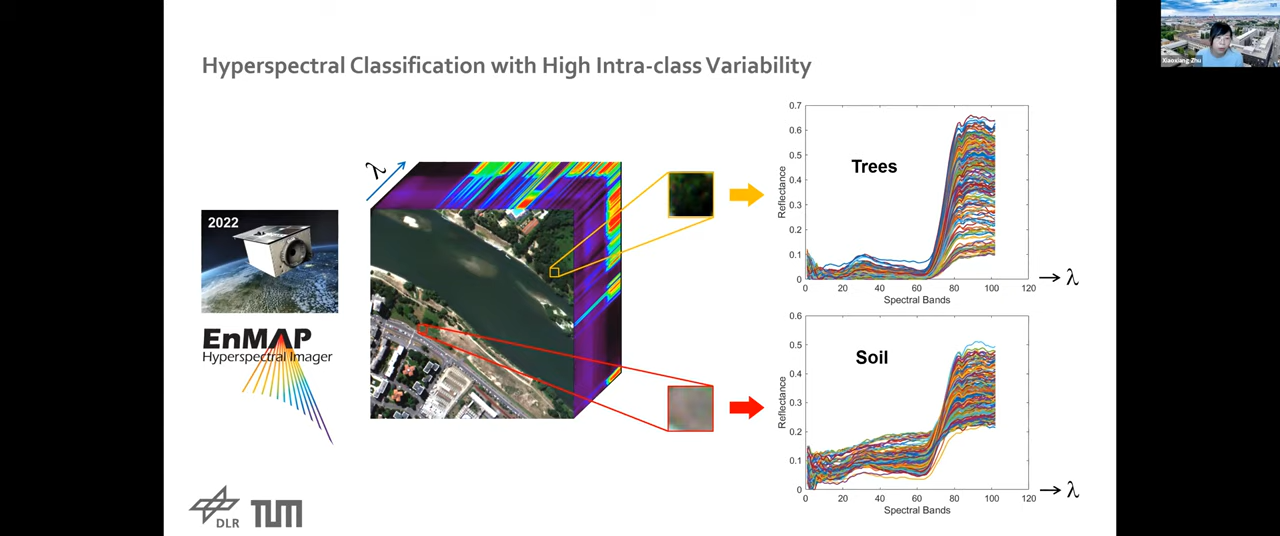 Hyperspectral Classification with High Intra-class Variability
Xiaoxiang Zhu
2022
EnMAP
Hyperspectral Imager
DLR
TUM
λ
Trees
Reflectance
0.7
0.6
0.5
0.4
0.3
0.2
0.1
0
0 20 40 60 80 100 120
Spectral Bands
λ
Soil
Reflectance
0.6
0.5
0.4
0.3
0.2
0.1
0
0 20 40 60 80 100 120
Spectral Bands
λ